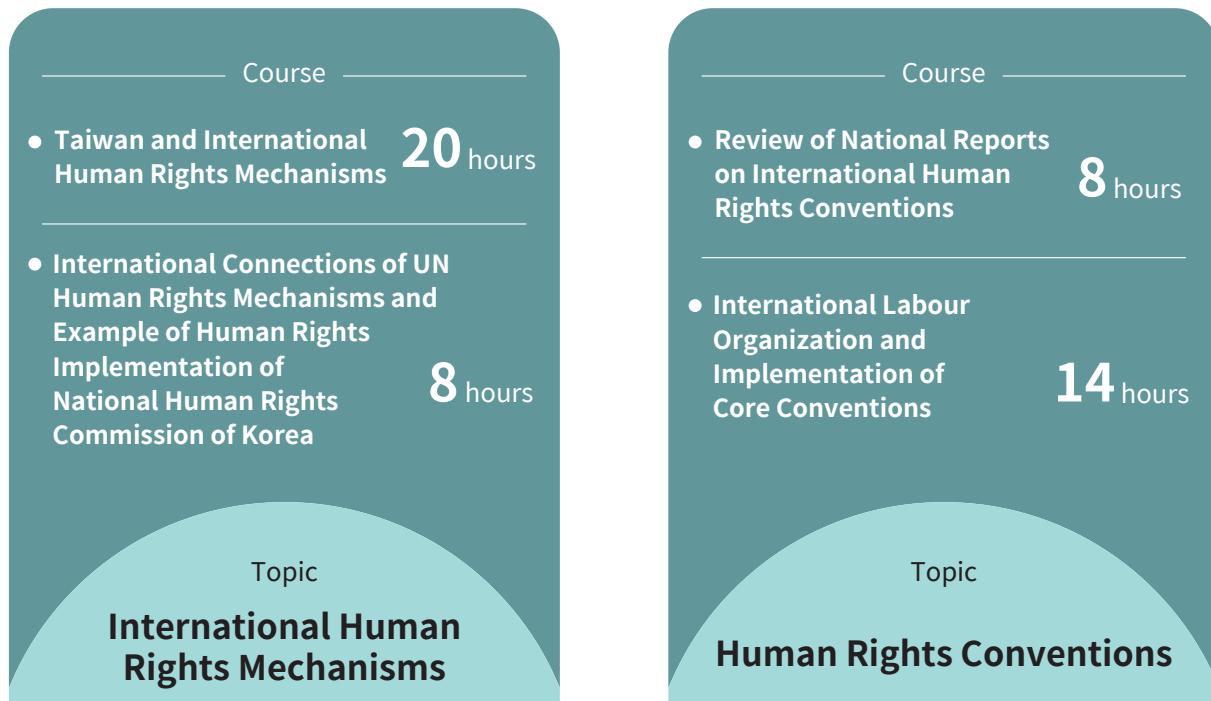 Course
● Taiwan and International
Human Rights Mechanisms
20 hours
● International Connections of UN
Human Rights Mechanisms and
Example of Human Rights
Implementation of
National Human Rights
Commission of Korea
8 hours
Topic
International Human
Rights Mechanisms
Course
● Review of National Reports
on International Human
Rights Conventions
8 hours
● International Labour
Organization and
Implementation of
Core Conventions
14 hours
Topic
Human Rights Conventions